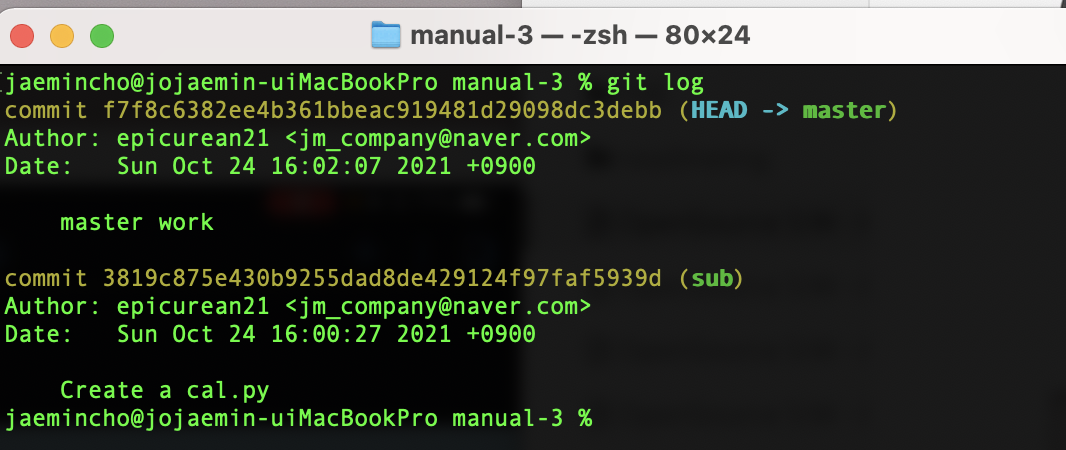 manual-3 — -zsh — 80×24
jaemincho@jojaemin-uiMacBookPro manual-3 % git log
commit f7f8c6382ee4b361bbeac919481d29098dc3debb (HEAD -> master)
Author: epicurean21 <jm_company@naver.com>
Date:   Sun Oct 24 16:02:07 2021 +0900
    master work
commit 3819c875e430b9255dad8de429124f97faf5939d (sub)
Author: epicurean21 <jm_company@naver.com>
Date:   Sun Oct 24 16:00:27 2021 +0900
    Create a cal.py
jaemincho@jojaemin-uiMacBookPro manual-3 %